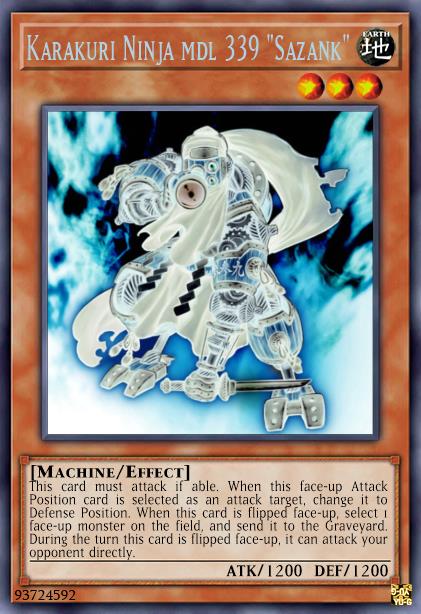 Karakuri Ninja mdl 339 "Sazank"
EARTH
地
[Machine/Effect]
This card must attack if able. When this face-up Attack
Position card is selected as an attack target, change it to
Defense Position. When this card is flipped face-up, select 1
face-up monster on the field, and send it to the Graveyard.
During the turn this card is flipped face-up, it can attack your
opponent directly.
ATK/1200 DEF/1200
93724592